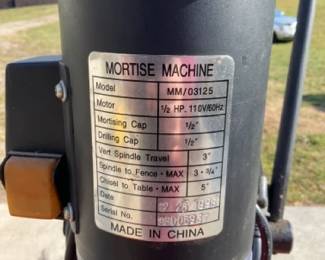 MORTISE MACHINE
Model MM/03125
Motor ½ HP. 110V/60Hz
Mortising Cap ½"
Drilling Cap ½"
Vert Spindle Travel 3"
Spindle to Fence • MAX 3 - ¾"
Chisel to Table • MAX 5"
Date
Serial No.
MADE IN CHINA